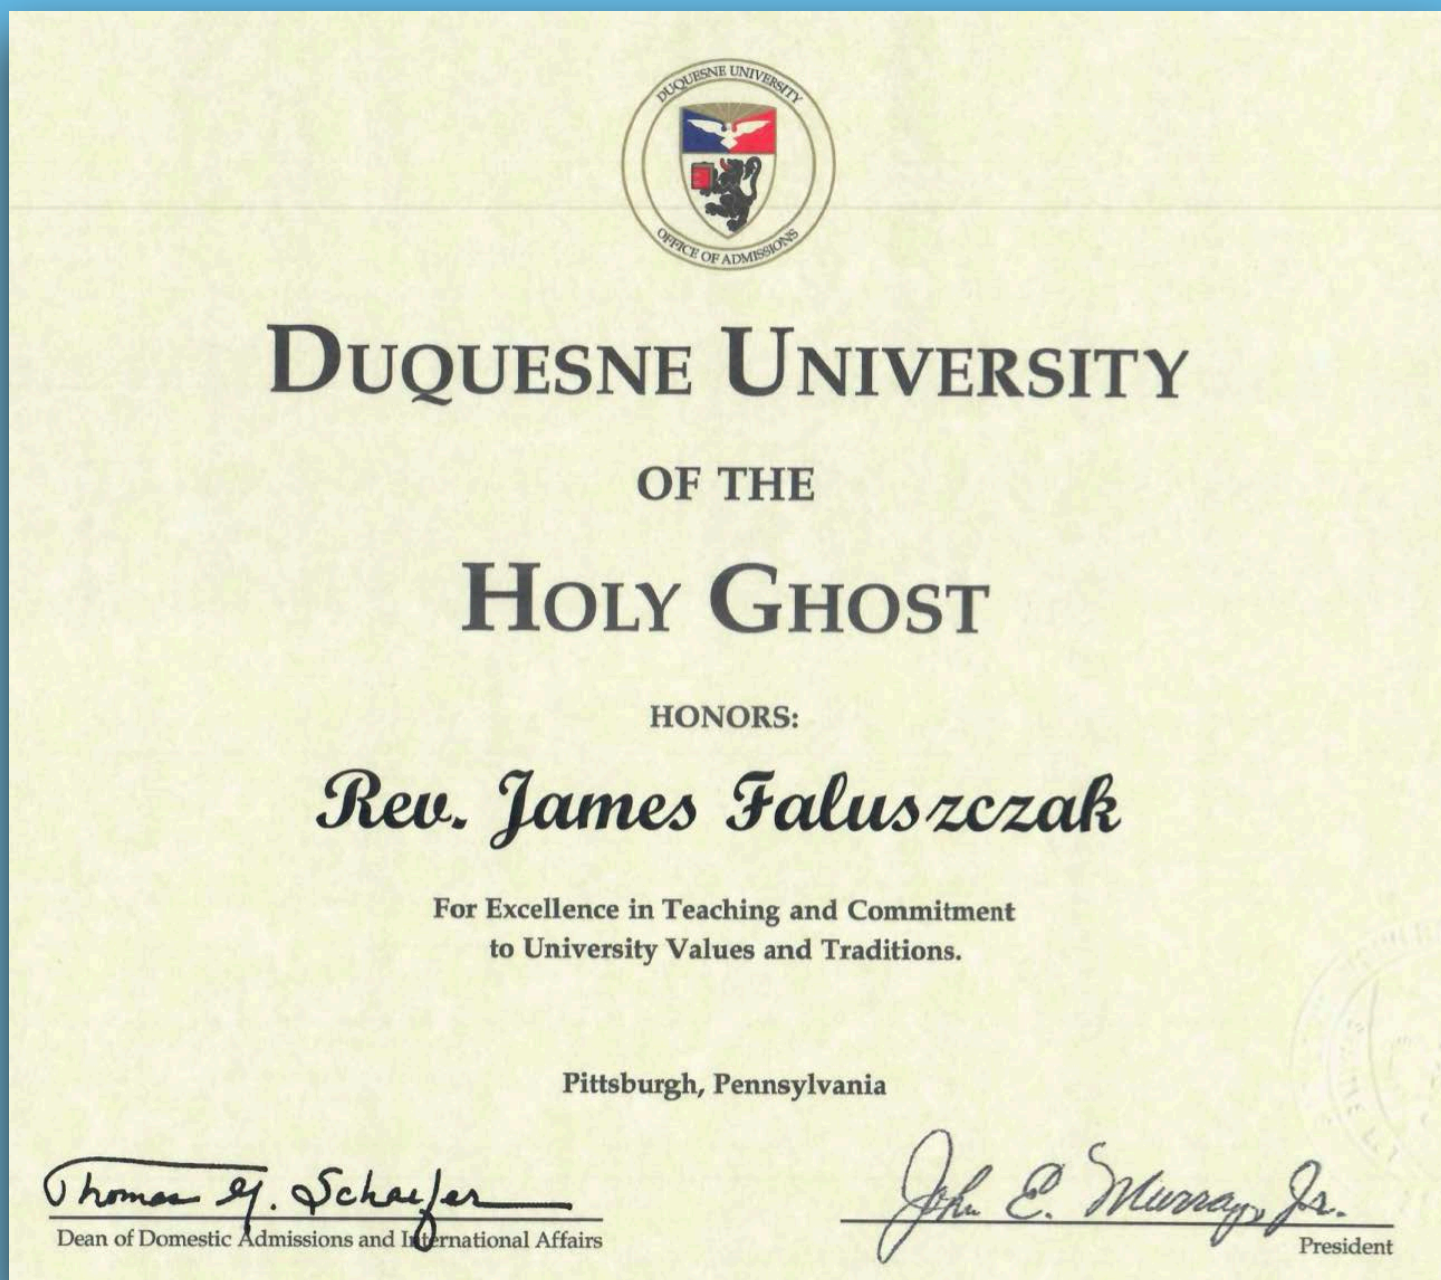 DUQUESNE UNIVERSITY
OFFICE OF ADMISSIONS
DUQUESNE UNIVERSITY
OF THE
HOLY GHOST
HONORS:
Rev. James Faluszczak
For Excellence in Teaching and Commitment
to University Values and Traditions.
Pittsburgh, Pennsylvania
Thomas Schaefer
Dean of Domestic Admissions and International Affairs
John E. Murray, Jr.
President